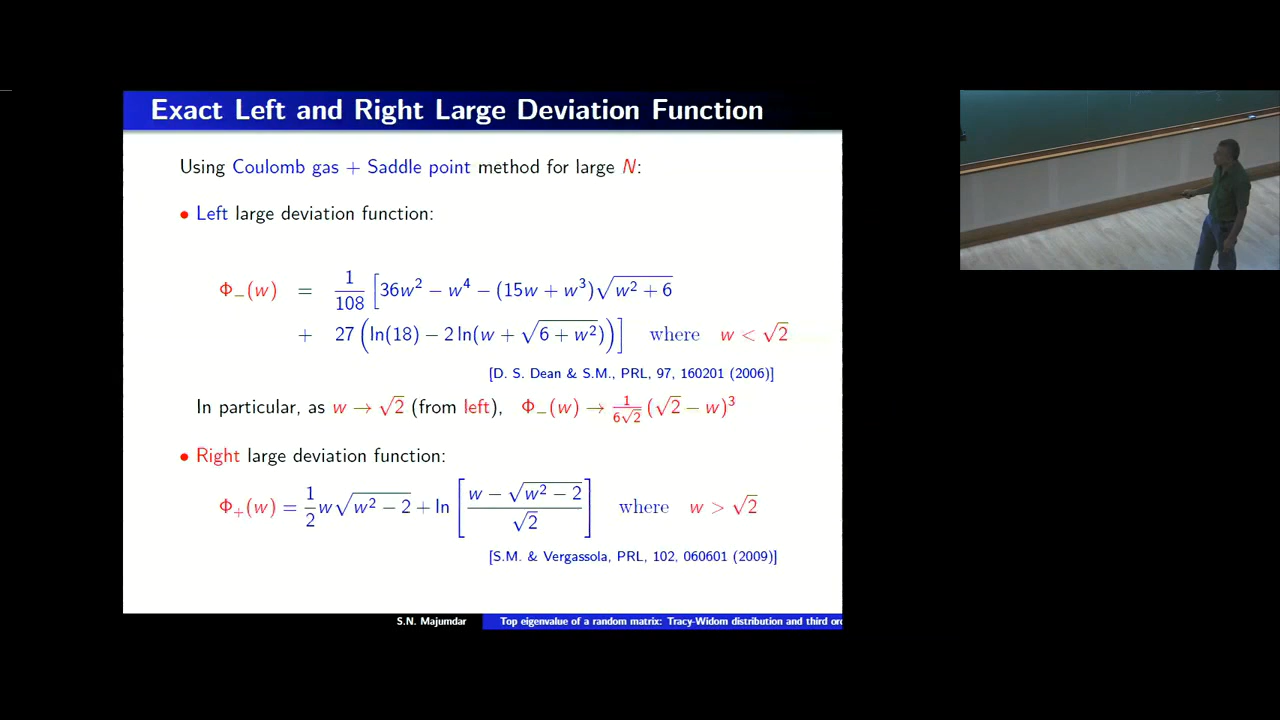 Exact Left and Right Large Deviation Function
Using Coulomb gas + Saddle point method for large N:
• Left large deviation function:
Φ₋(w) = 1/108 [36w² − w⁴ − (15w + w³)√(w² + 6)
+ 27 (ln(18) − 2 ln(w + √(6 + w²)))] where w < √2
[D. S. Dean & S.M., PRL, 97, 160201 (2006)]
In particular, as w → √2 (from left), Φ₋(w) → 1/(6√2) (√2 − w)³
• Right large deviation function:
Φ₊(w) = 1/2 w√(w² − 2) + ln [(w − √(w² − 2))/√2] where w > √2
[S.M. & Vergassola, PRL, 102, 060601 (2009)]
S.N. Majumdar Top eigenvalue of a random matrix: Tracy-Widom distribution and third orc